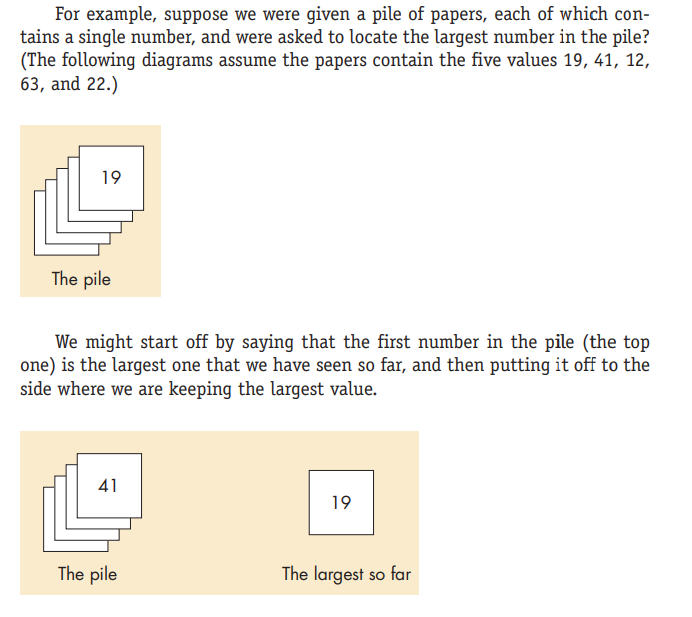 For example, suppose we were given a pile of papers, each of which con-
tains a single number, and were asked to locate the largest number in the pile?
(The following diagrams assume the papers contain the five values 19, 41, 12,
63, and 22.)
19
The pile
We might start off by saying that the first number in the pile (the top
one) is the largest one that we have seen so far, and then putting it off to the
side where we are keeping the largest value.
41
19
The pile
The largest so far